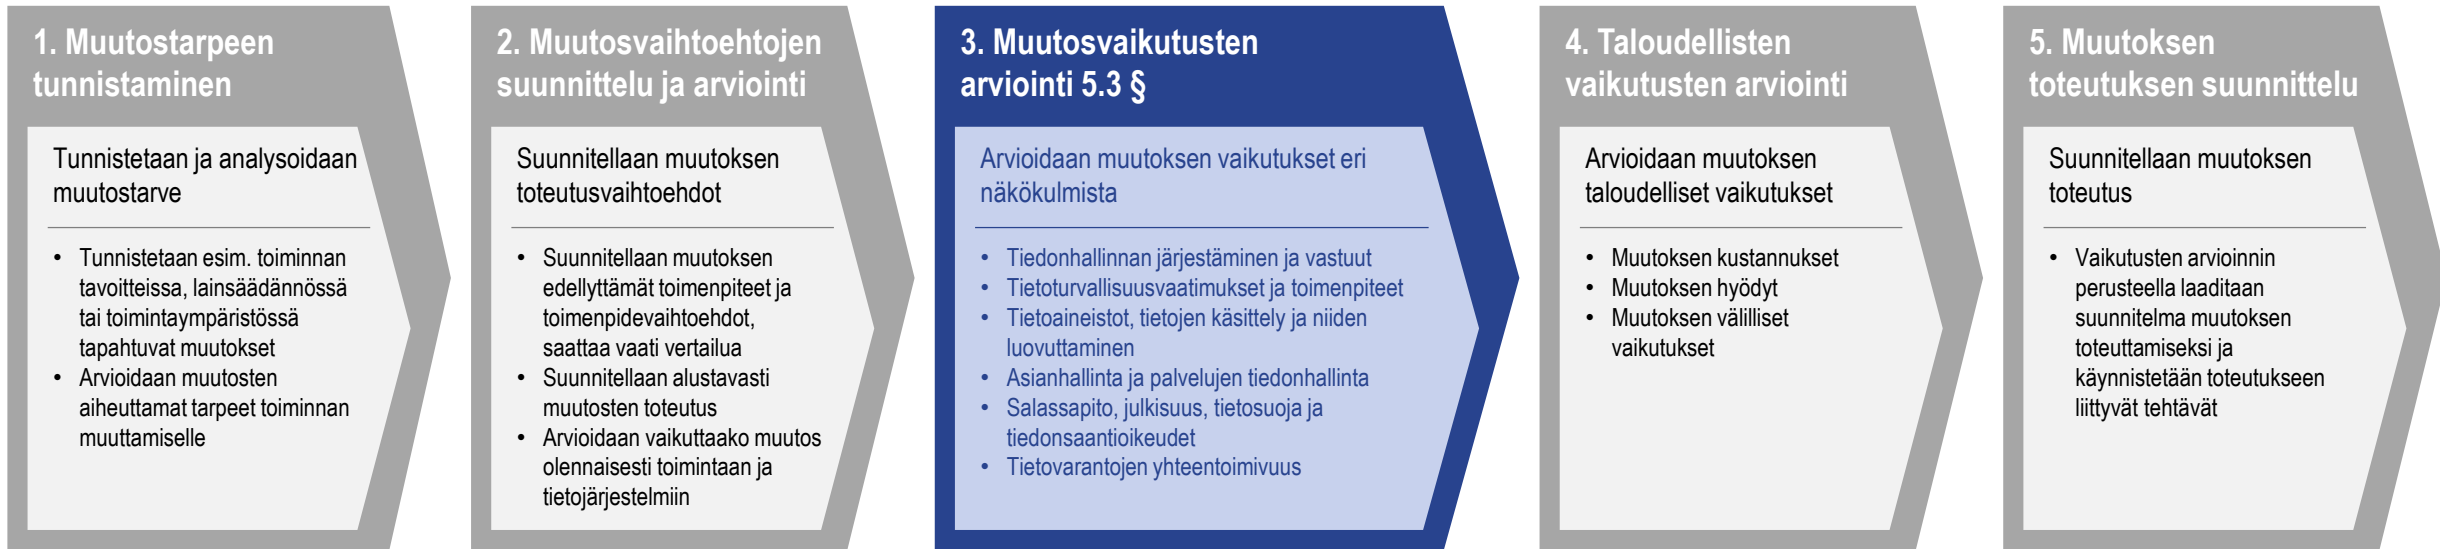 1. Muutostarpeen
tunnistaminen
Tunnistetaan ja analysoidaan
muutostarve
• Tunnistetaan esim. toiminnan
tavoitteissa, lainsäädännössä
tai toimintaympäristössä
tapahtuvat muutokset
• Arvioidaan muutosten
aiheuttamat tarpeet toiminnan
muuttamiselle
2. Muutosvaihtoehtojen
suunnittelu ja arviointi
Suunnitellaan muutoksen
toteutusvaihtoehdot
• Suunnitellaan muutoksen
edellyttämät toimenpiteet ja
toimenpidevaihtoehdot,
saattaa vaati vertailua
• Suunnitellaan alustavasti
muutosten toteutus
• Arvioidaan vaikuttaako muutos
olennaisesti toimintaan ja
tietojärjestelmiin
3. Muutosvaikutusten
arviointi 5.3 §
Arvioidaan muutoksen vaikutukset eri
näkökulmista
• Tiedonhallinnan järjestäminen ja vastuut
• Tietoturvallisuusvaatimukset ja toimenpiteet
• Tietoaineistot, tietojen käsittely ja niiden
luovuttaminen
• Asianhallinta ja palvelujen tiedonhallinta
• Salassapito, julkisuus, tietosuoja ja
tiedonsaantioikeudet
• Tietovarantojen yhteentoimivuus
4. Taloudellisten
vaikutusten arviointi
Arvioidaan muutoksen
taloudelliset vaikutukset
• Muutoksen kustannukset
• Muutoksen hyödyt
• Muutoksen välilliset
vaikutukset
5. Muutoksen
toteutuksen suunnittelu
Suunnitellaan muutoksen
toteutus
• Vaikutusten arvioinnin
perusteella laaditaan
suunnitelma muutoksen
toteuttamiseksi ja
käynnistetään toteutukseen
liittyvät tehtävät